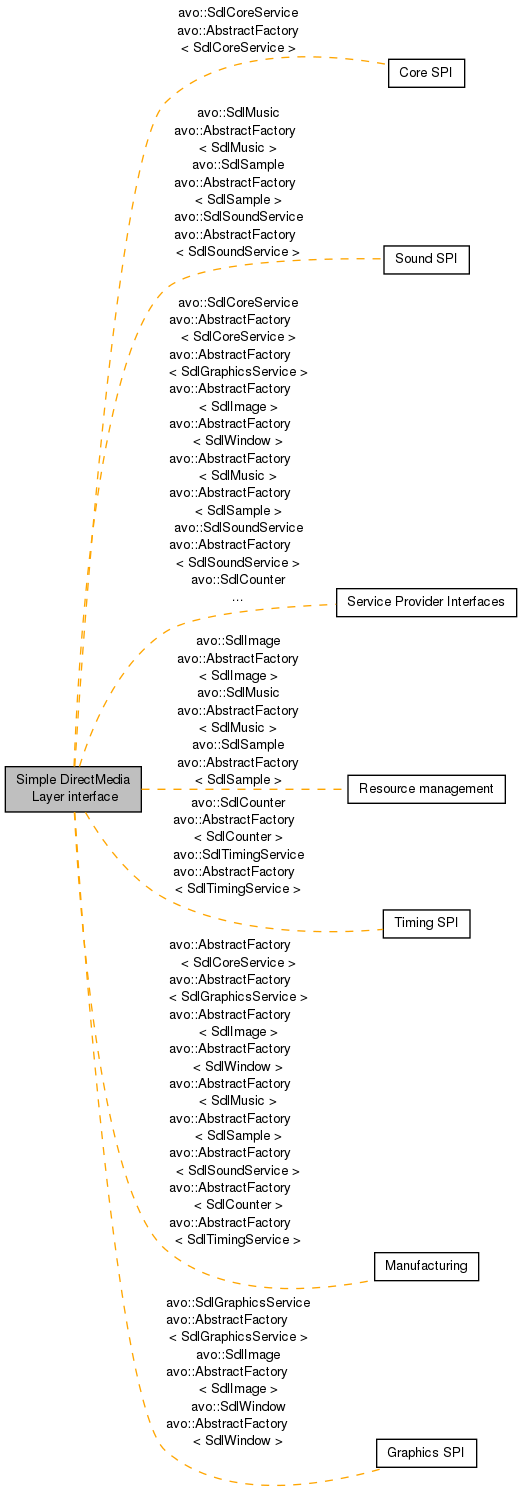 avo::SdlCoreService
avo::AbstractFactory
< SdlCoreService >
Core SPI
avo::SdlMusic
avo::AbstractFactory
< SdlMusic >
avo::SdlSample
avo::AbstractFactory
< SdlSample >
avo::SdlSoundService
avo::AbstractFactory
< SdlSoundService >
Sound SPI
avo::SdlCoreService
avo::AbstractFactory
< SdlCoreService >
avo::AbstractFactory
< SdlGraphicsService >
avo::AbstractFactory
< SdlImage >
avo::AbstractFactory
< SdlWindow >
avo::AbstractFactory
< SdlMusic >
avo::AbstractFactory
< SdlSample >
avo::SdlSoundService
avo::AbstractFactory
< SdlSoundService >
avo::SdlCounter
...
Service Provider Interfaces
avo::SdlImage
avo::AbstractFactory
< SdlImage >
avo::SdlMusic
avo::AbstractFactory
< SdlMusic >
avo::SdlSample
avo::AbstractFactory
< SdlSample >
Simple DirectMedia
Layer interface
Resource management
avo::SdlCounter
avo::AbstractFactory
< SdlCounter >
avo::SdlTimingService
avo::AbstractFactory
< SdlTimingService >
Timing SPI
avo::AbstractFactory
< SdlCoreService >
avo::AbstractFactory
< SdlGraphicsService >
avo::AbstractFactory
< SdlImage >
avo::AbstractFactory
< SdlWindow >
avo::AbstractFactory
< SdlMusic >
avo::AbstractFactory
< SdlSample >
avo::AbstractFactory
< SdlSoundService >
avo::AbstractFactory
< SdlCounter >
avo::AbstractFactory
< SdlTimingService >
Manufacturing
avo::SdlGraphicsService
avo::AbstractFactory
< SdlGraphicsService >
avo::SdlImage
avo::AbstractFactory
< SdlImage >
avo::SdlWindow
avo::AbstractFactory
< SdlWindow >
Graphics SPI